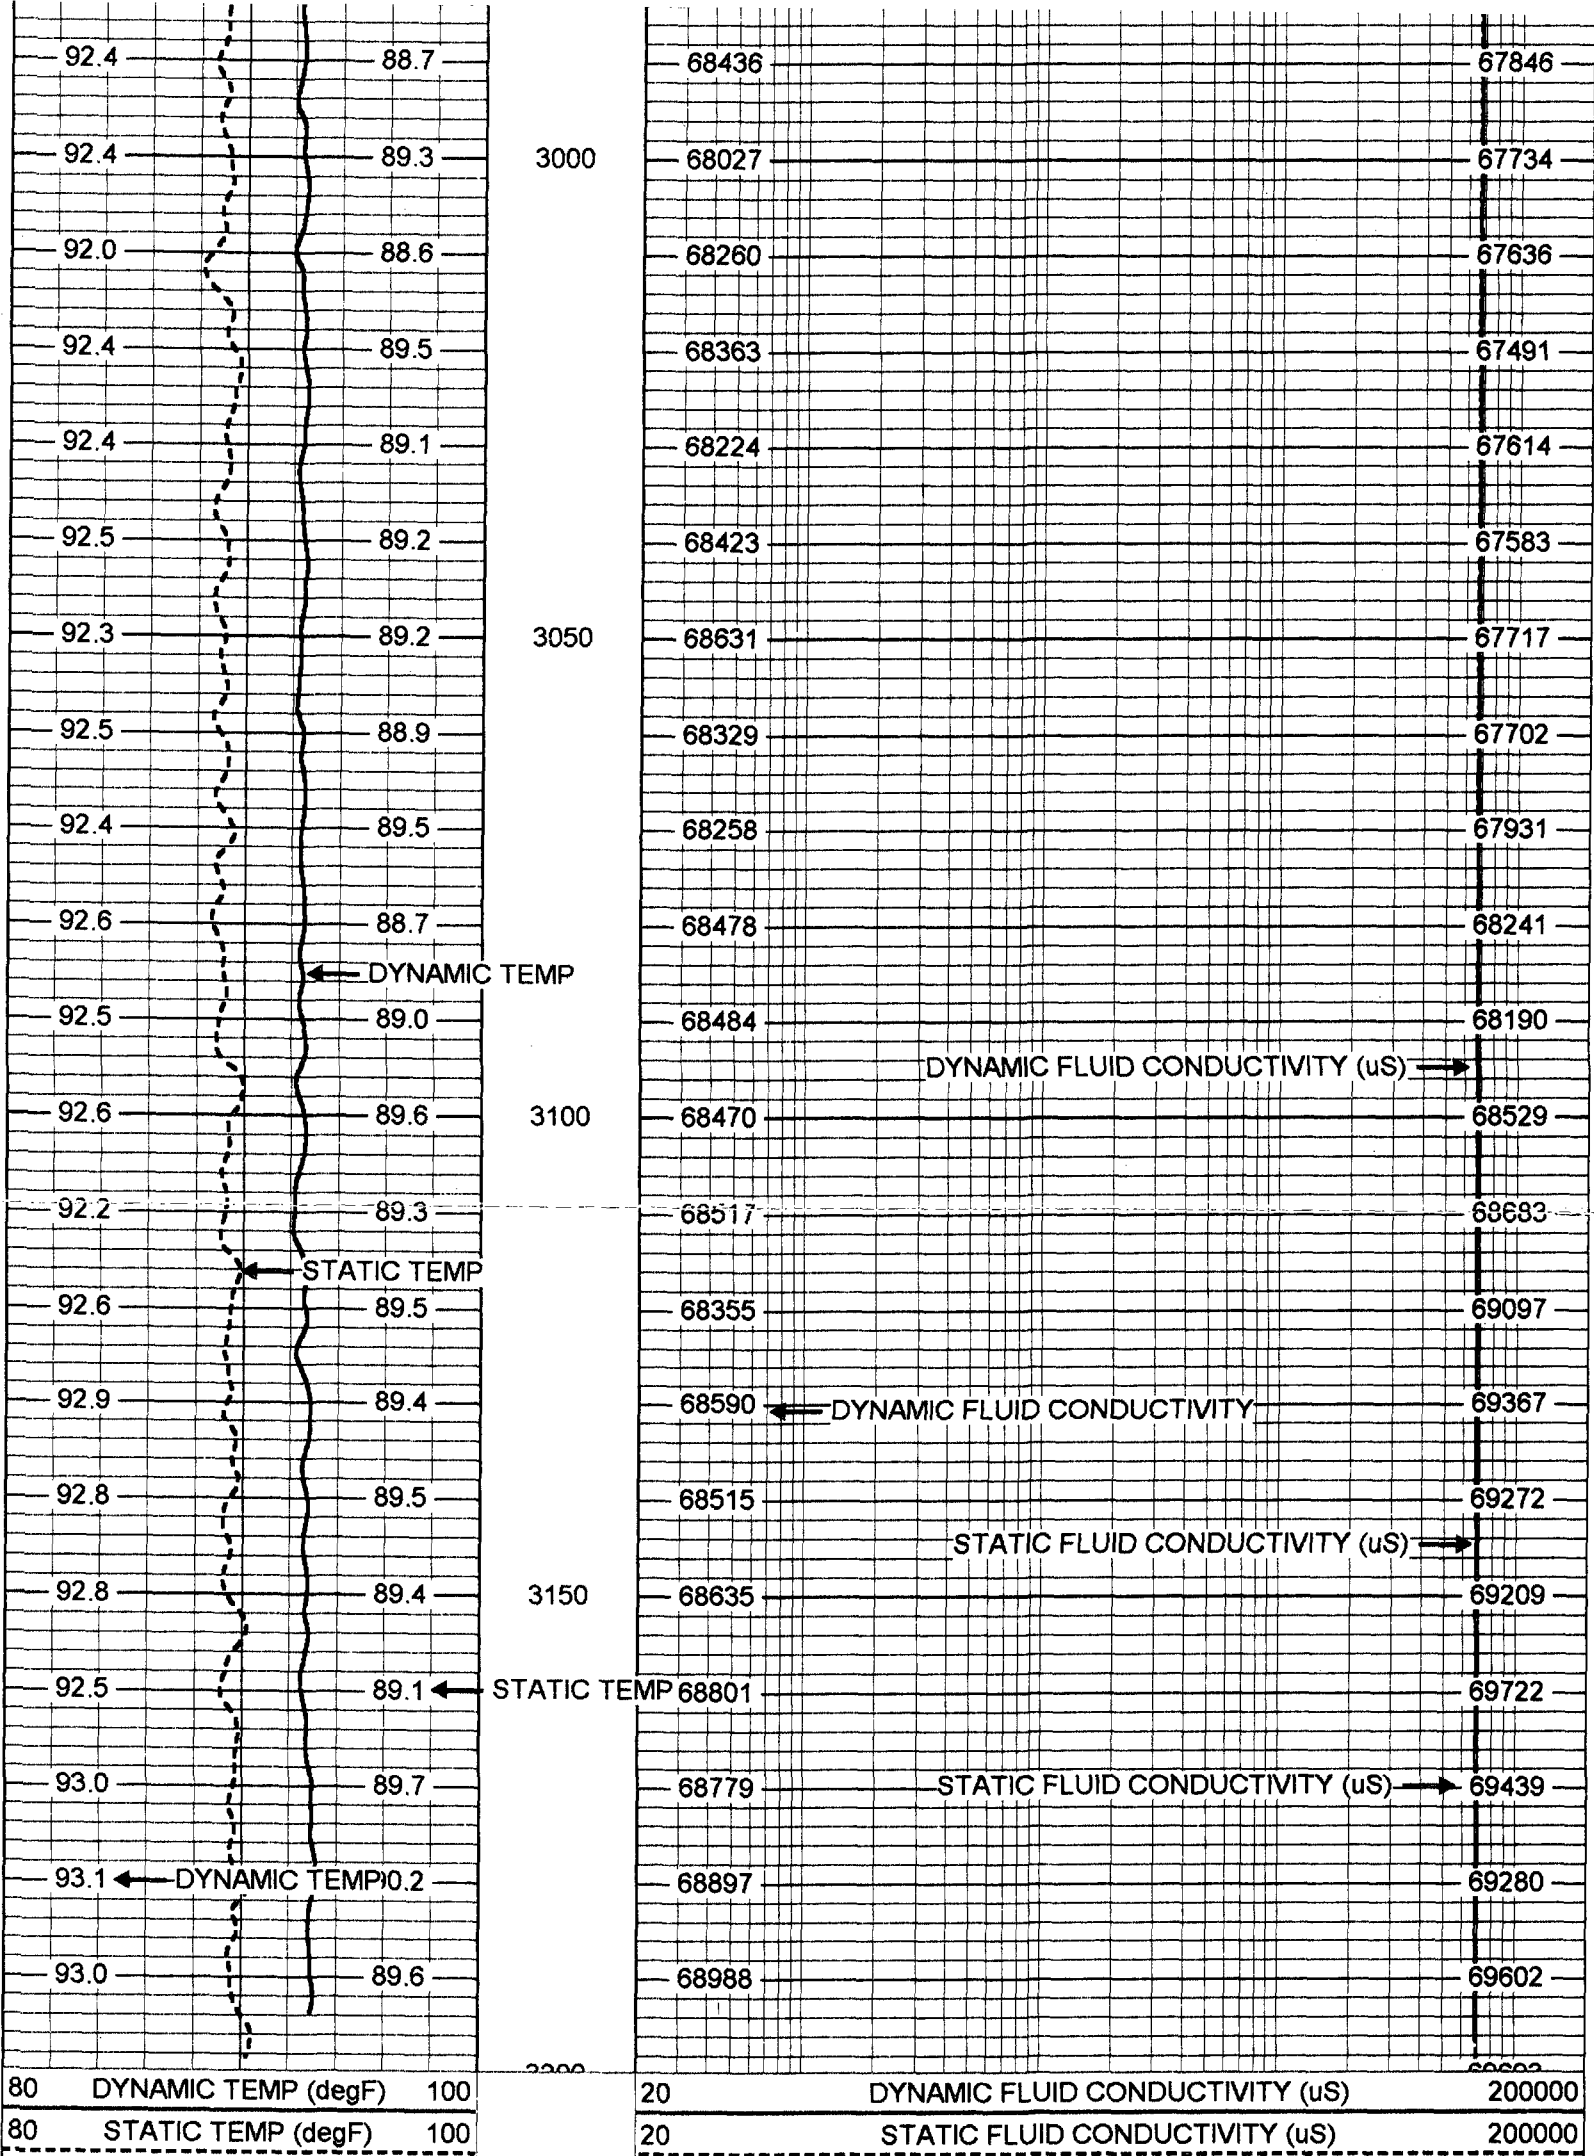 92.4 88.7 68436 67846
92.4 89.3 3000 68027 67734
92.0 88.6 68260 67636
92.4 89.5 68363 67491
92.4 89.1 68224 67614
92.5 89.2 68423 67583
92.3 89.2 3050 68631 67717
92.5 88.9 68329 67702
92.4 89.5 68258 67931
92.6 88.7 68478 68241
DYNAMIC TEMP
92.5 89.0 68484 68190
DYNAMIC FLUID CONDUCTIVITY (uS)
92.6 89.6 3100 68470 68529
92.2 89.3 68517 68683
STATIC TEMP
92.6 89.5 68355 69097
92.9 89.4 68590 DYNAMIC FLUID CONDUCTIVITY 69367
92.8 89.5 68515 69272
STATIC FLUID CONDUCTIVITY (uS)
92.8 89.4 3150 68635 69209
92.5 89.1 STATIC TEMP 68801 69722
93.0 89.7 68779 STATIC FLUID CONDUCTIVITY (uS) 69439
93.1 DYNAMIC TEMP 0.2 68897 69280
93.0 89.6 68988 69602
3200
80 DYNAMIC TEMP (degF) 100 20 DYNAMIC FLUID CONDUCTIVITY (uS) 200000
80 STATIC TEMP (degF) 100 20 STATIC FLUID CONDUCTIVITY (uS) 200000